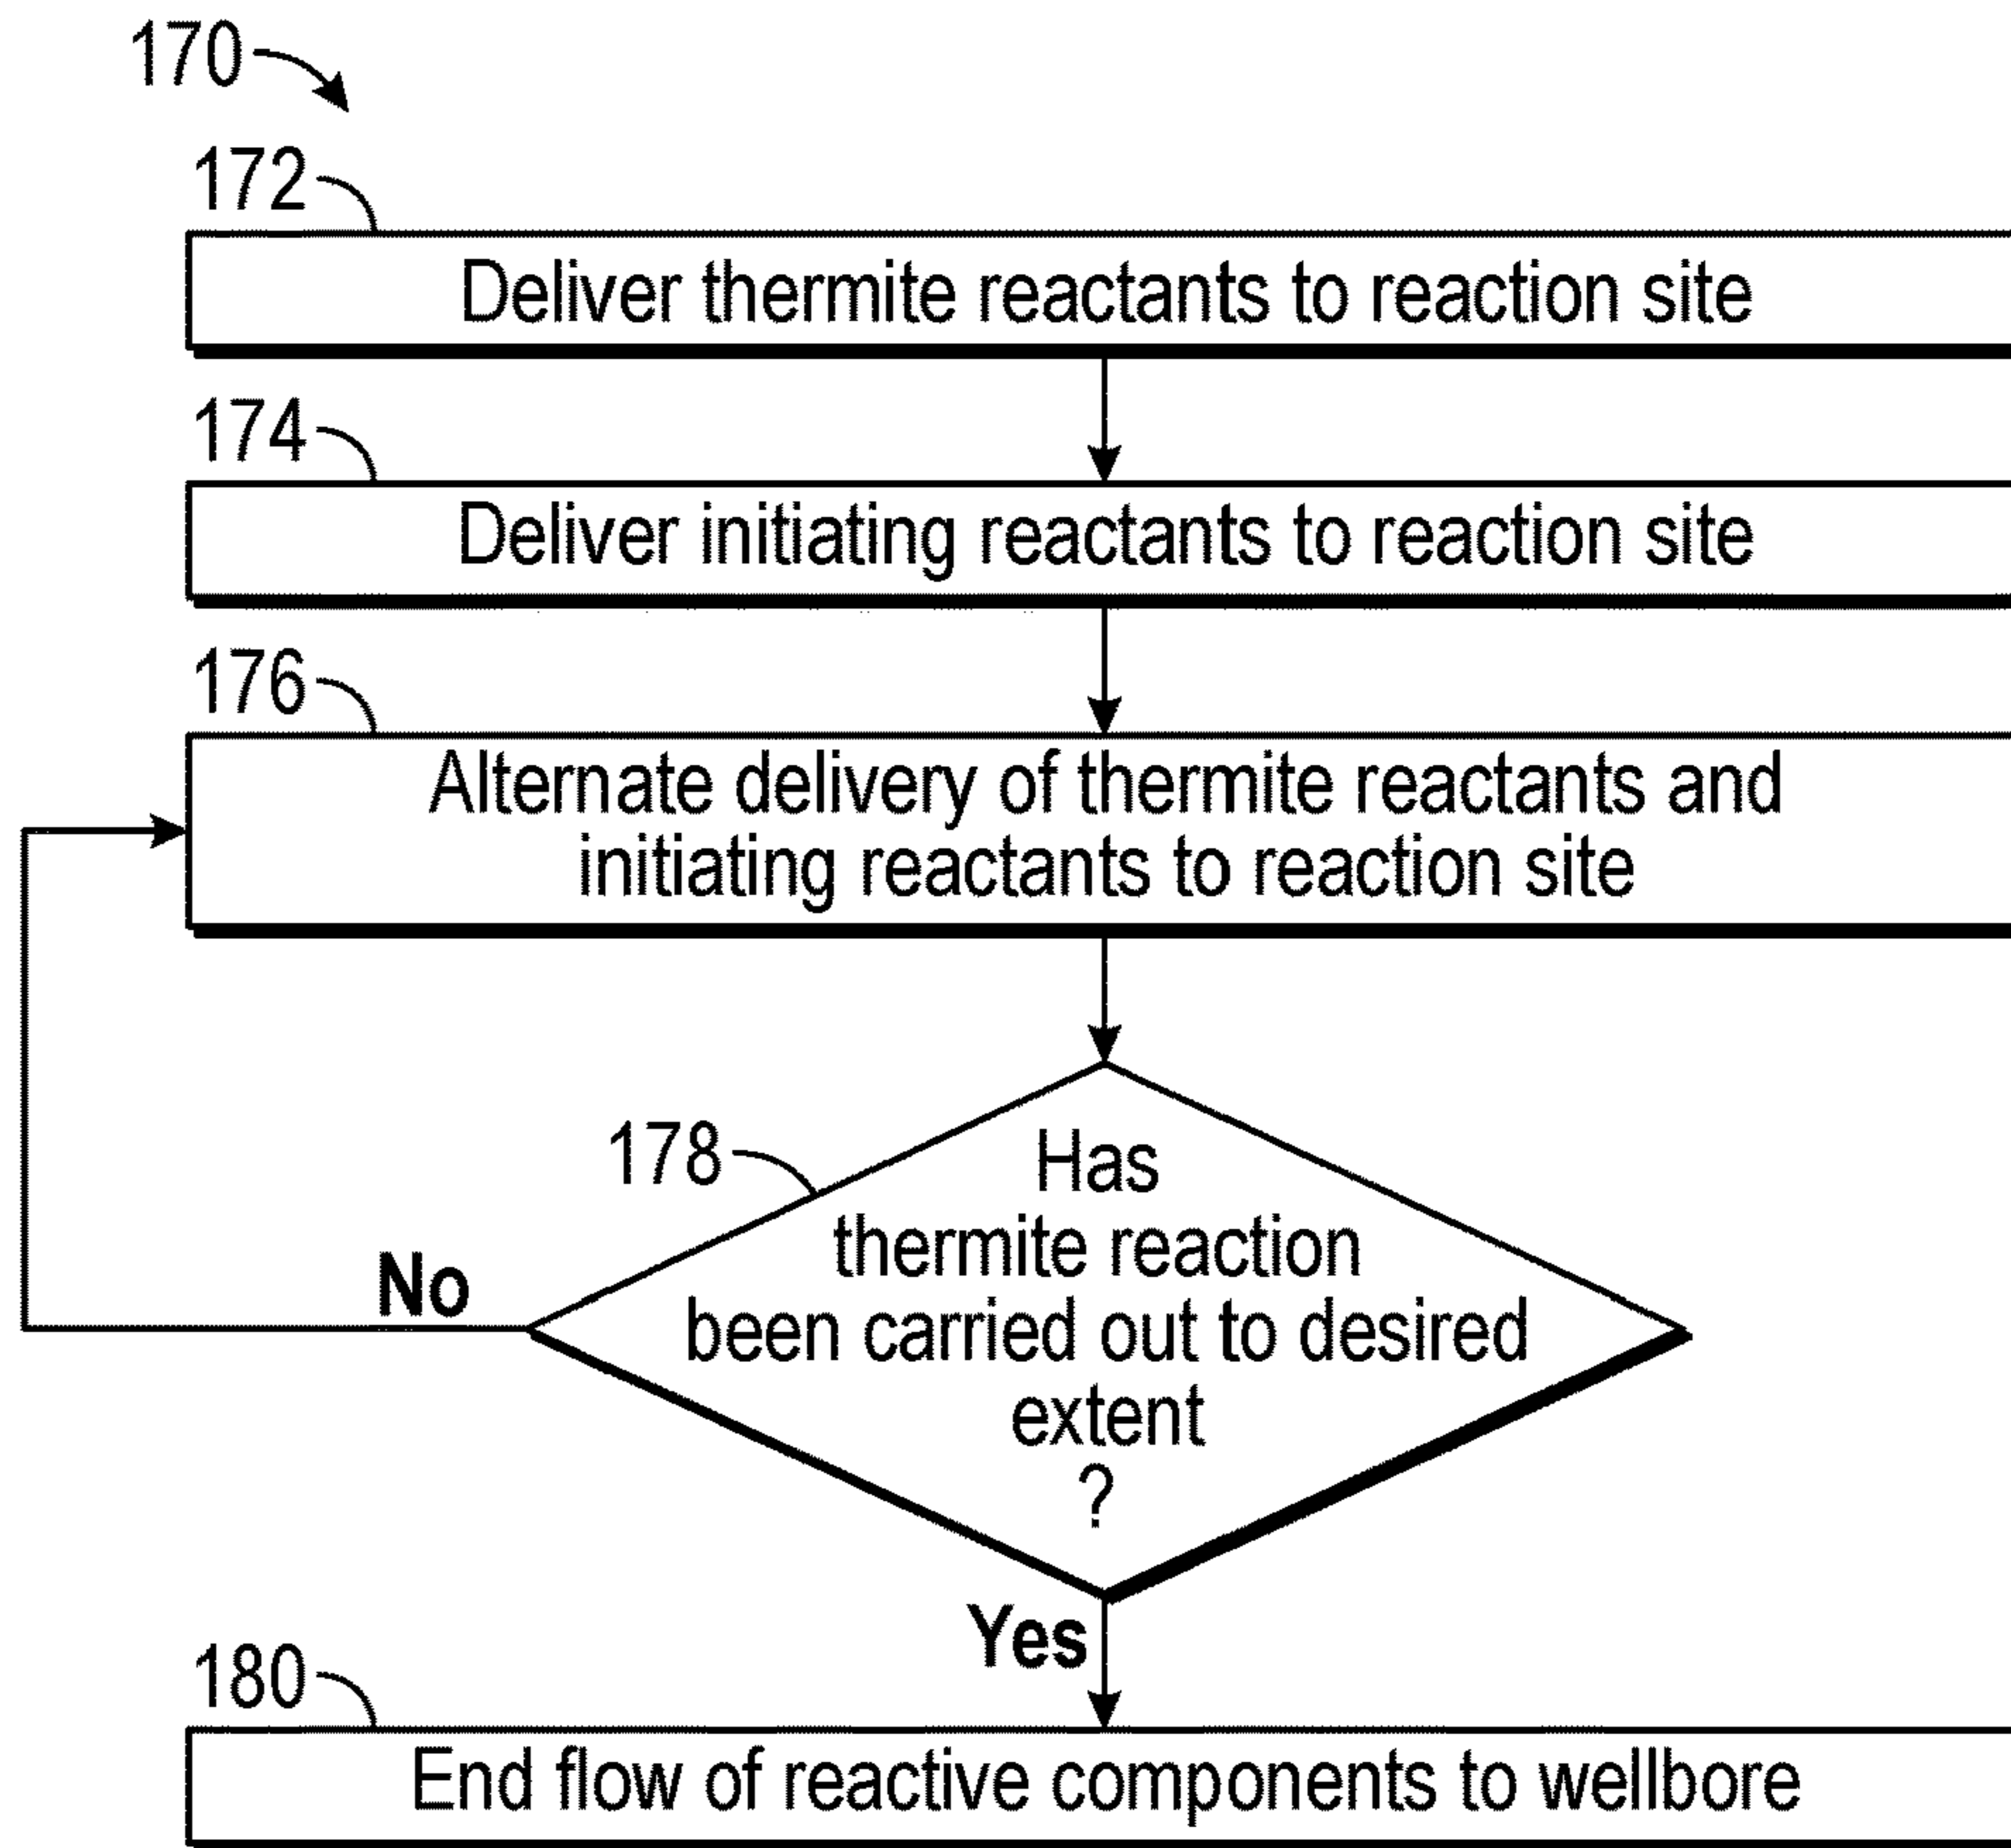 170
172
Deliver thermite reactants to reaction site
174
Deliver initiating reactants to reaction site
176
Alternate delivery of thermite reactants and
initiating reactants to reaction site
178
Has
thermite reaction
been carried out to desired
extent
?
No
Yes
180
End flow of reactive components to wellbore